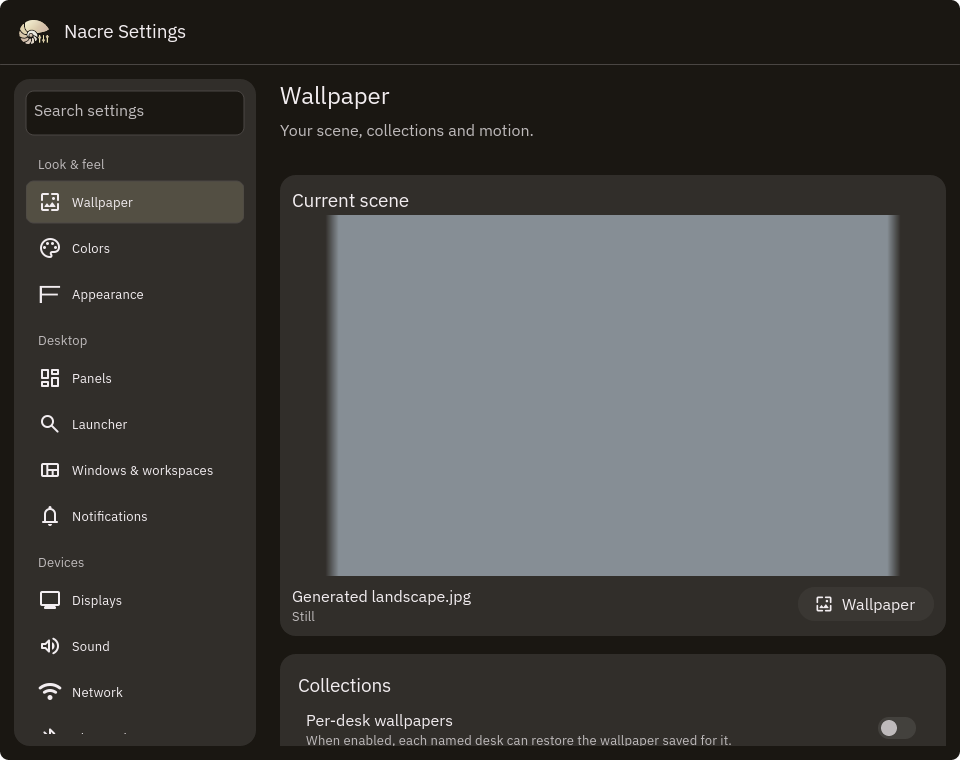 Nacre Settings
Search settings
Look & feel
Wallpaper
Colors
Appearance
Desktop
Panels
Launcher
Windows & workspaces
Notifications
Devices
Displays
Sound
Network
Wallpaper
Your scene, collections and motion.
Current scene
Generated landscape.jpg
Still
Wallpaper
Collections
Per-desk wallpapers
When enabled, each named desk can restore the wallpaper saved for it.